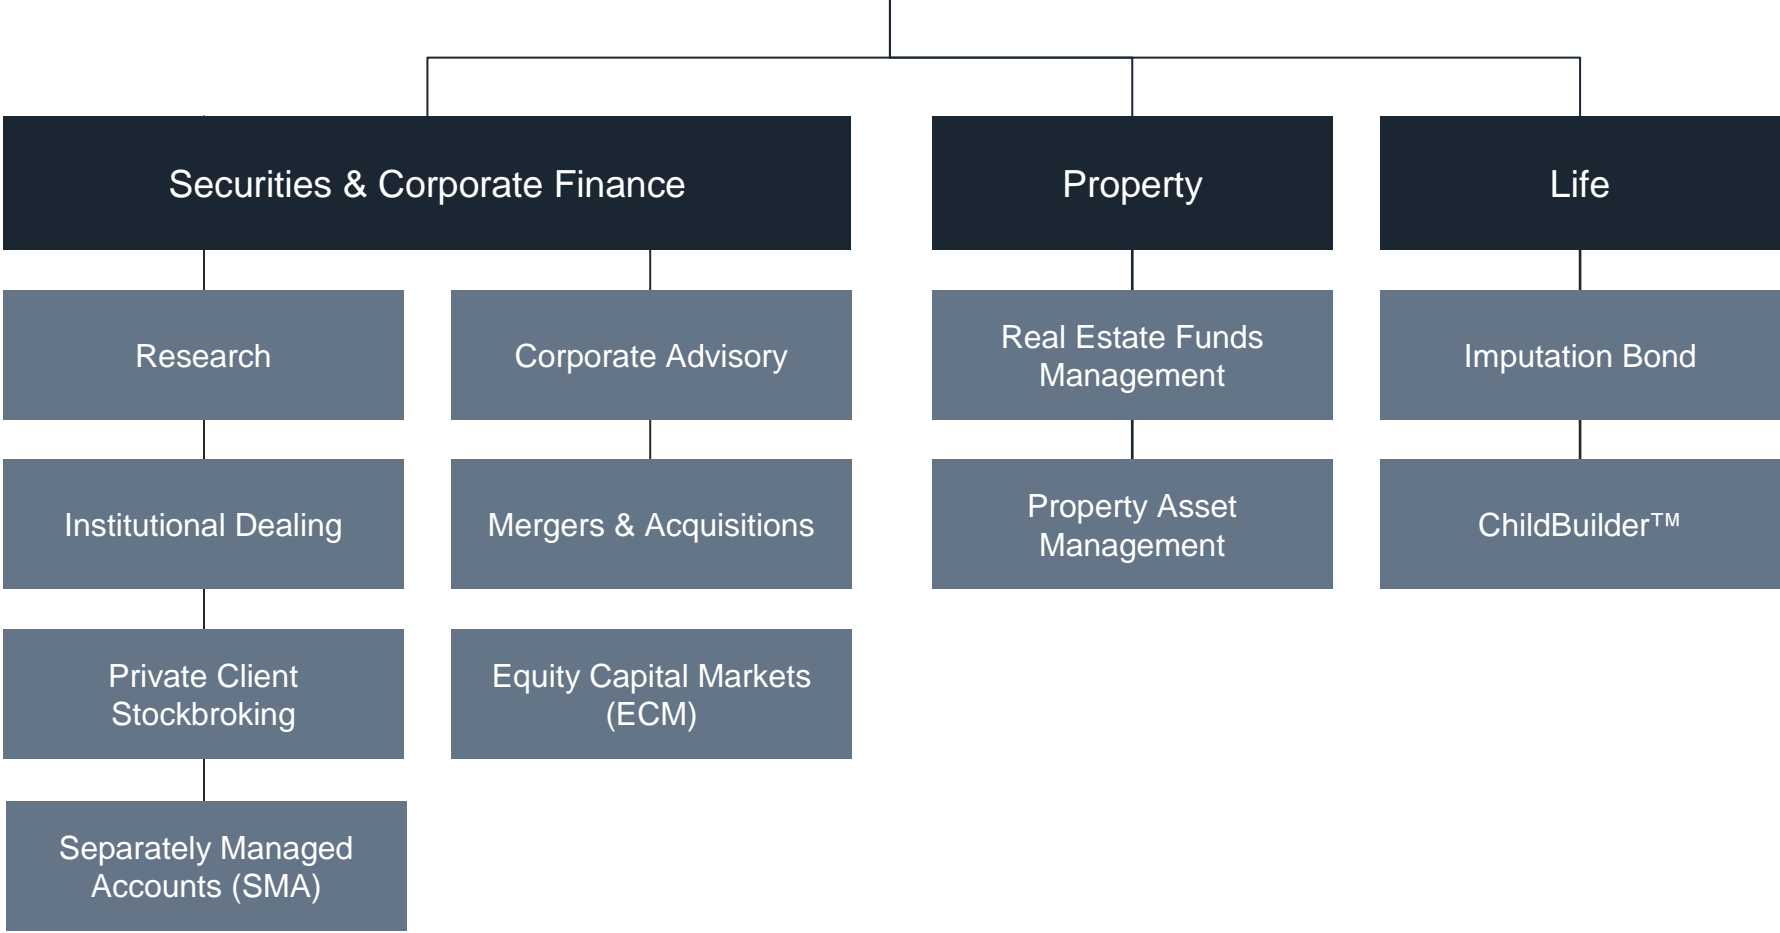 Securities & Corporate Finance
Property
Life
Research
Corporate Advisory
Real Estate Funds
Management
Imputation Bond
Institutional Dealing
Mergers & Acquisitions
Property Asset
Management
ChildBuilder™
Private Client
Stockbroking
Equity Capital Markets
(ECM)
Separately Managed
Accounts (SMA)